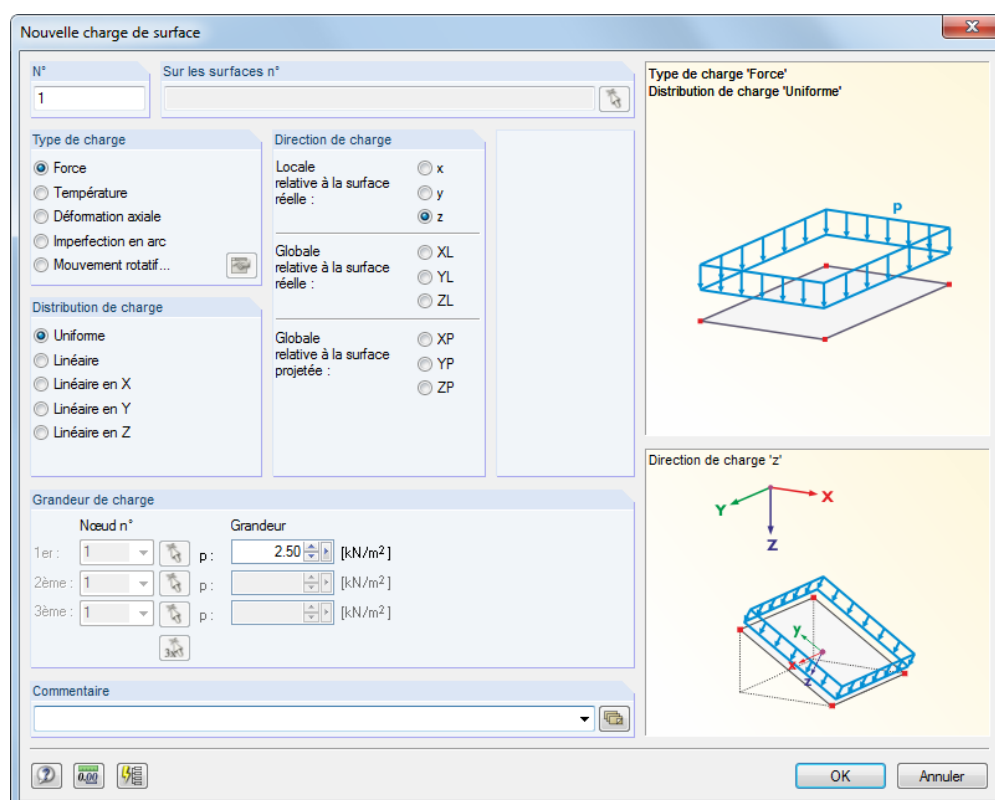 Nouvelle charge de surface
N°
1
Sur les surfaces n°
Type de charge
Force
Température
Déformation axiale
Imperfection en arc
Mouvement rotatif...
Direction de charge
Locale
relative à la surface
réelle :
x
y
z
Globale
relative à la surface
réelle :
XL
YL
ZL
Globale
relative à la surface
projetée :
XP
YP
ZP
Distribution de charge
Uniforme
Linéaire
Linéaire en X
Linéaire en Y
Linéaire en Z
Grandeur de charge
Nœud n° Grandeur
1er : 1 p : 2.50 [kN/m²]
2ème : 1 p : [kN/m²]
3ème : 1 p : [kN/m²]
3x
Commentaire
Type de charge 'Force'
Distribution de charge 'Uniforme'
p
Direction de charge 'z'
X
Y
Z
y
x
z
0.00
OK
Annuler